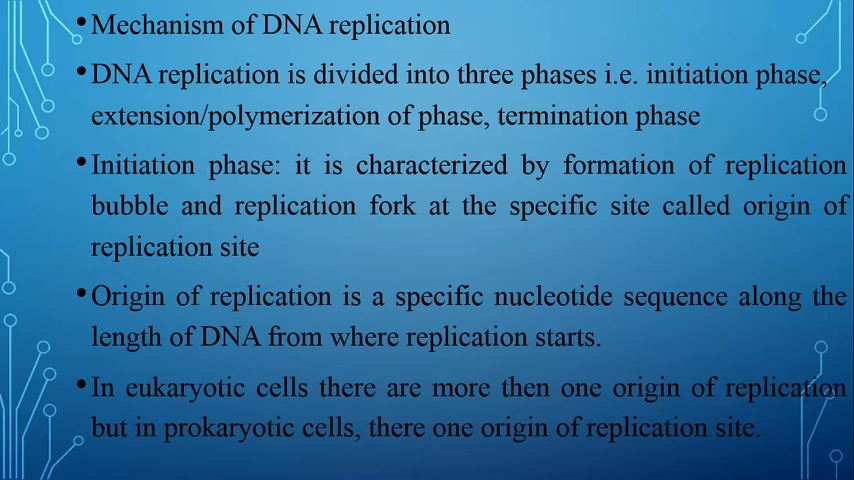 • Mechanism of DNA replication
• DNA replication is divided into three phases i.e. initiation phase,
extension/polymerization of phase, termination phase
• Initiation phase: it is characterized by formation of replication
bubble and replication fork at the specific site called origin of
replication site
• Origin of replication is a specific nucleotide sequence along the
length of DNA from where replication starts.
• In eukaryotic cells there are more then one origin of replication
but in prokaryotic cells, there one origin of replication site.